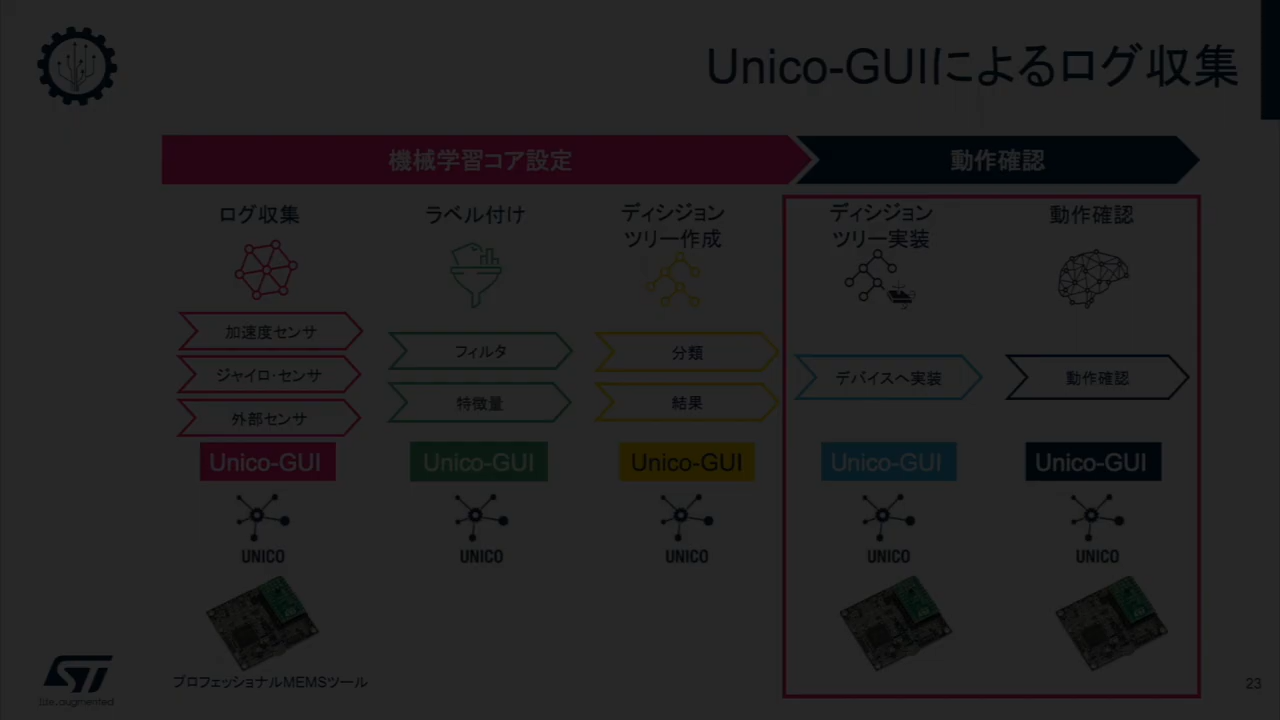 Unico-GUIによるログ収集
機械学習コア設定
動作確認
ログ収集
ラベル付け
ディシジョン
ツリー作成
ディシジョン
ツリー実装
動作確認
加速度センサ
ジャイロ・センサ
外部センサ
フィルタ
特徴量
分類
結果
デバイスへ実装
動作確認
Unico-GUI
Unico-GUI
Unico-GUI
Unico-GUI
Unico-GUI
UNICO
UNICO
UNICO
UNICO
UNICO
プロフェッショナルMEMSツール
ST
life.augmented
23